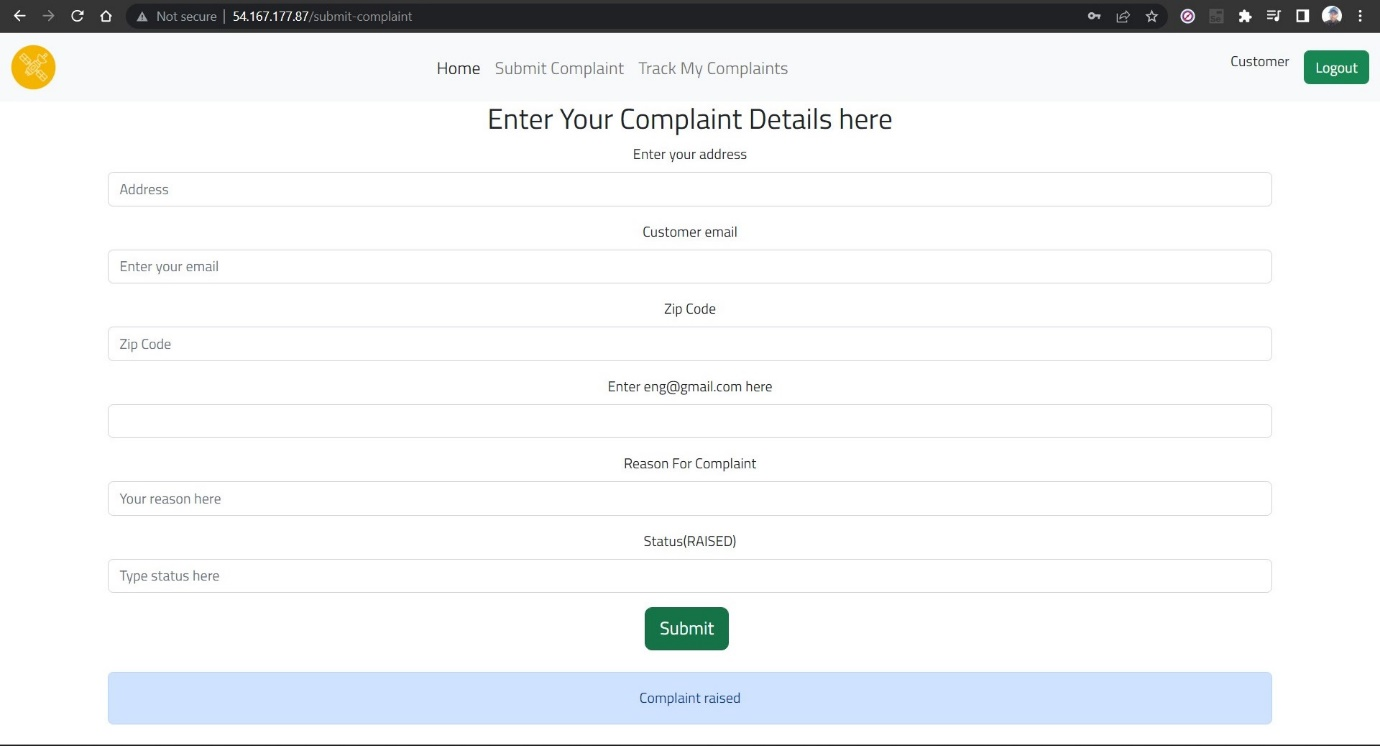 Not secure | 54.167.177.87/submit-complaint
Home Submit Complaint Track My Complaints Customer Logout
Enter Your Complaint Details here
Enter your address
Address
Customer email
Enter your email
Zip Code
Zip Code
Enter eng@gmail.com here
Reason For Complaint
Your reason here
Status(RAISED)
Type status here
Submit
Complaint raised